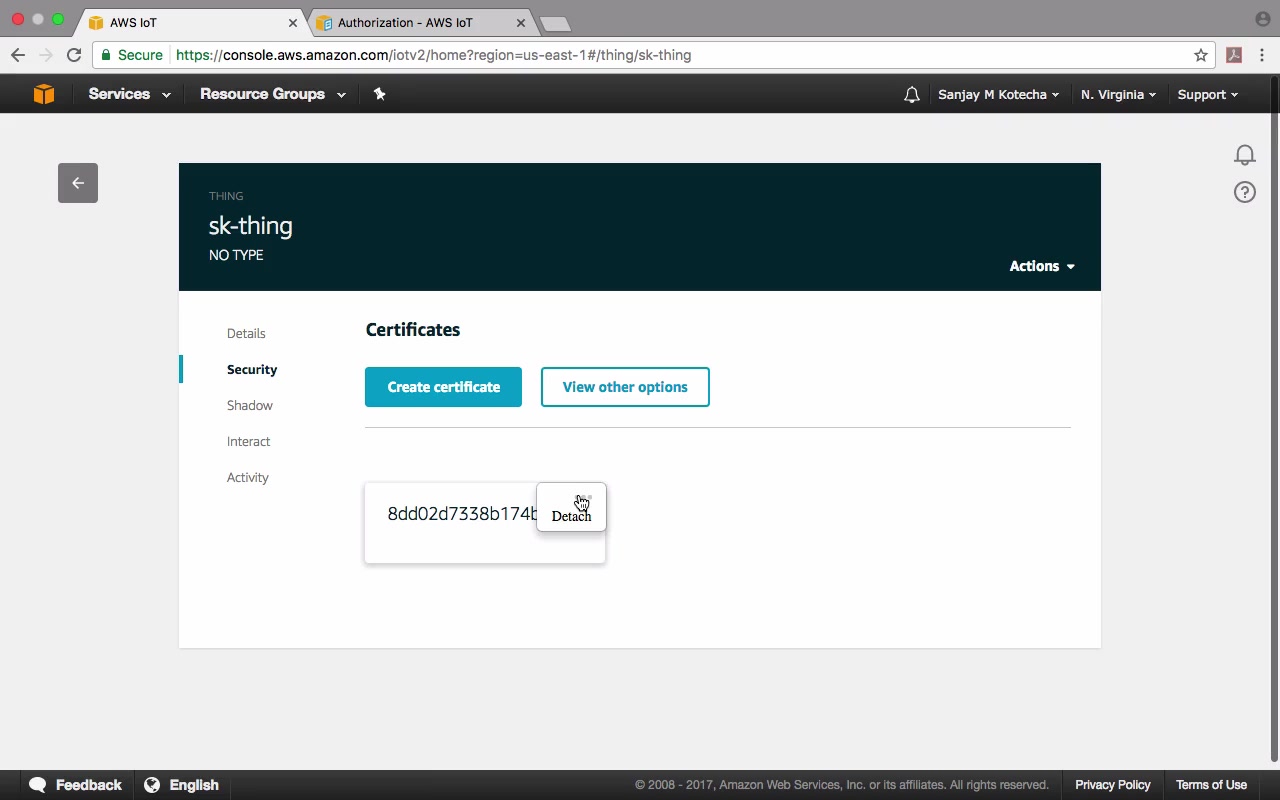 AWS IoT
Authorization - AWS IoT
Secure
https://console.aws.amazon.com/iotv2/home?region=us-east-1#/thing/sk-thing
Services
Resource Groups
Sanjay M Kotecha
N. Virginia
Support
THING
sk-thing
NO TYPE
Actions
Details
Security
Shadow
Interact
Activity
Certificates
Create certificate
View other options
8dd02d7338b174b
Detach
Feedback
English
© 2008 - 2017, Amazon Web Services, Inc. or its affiliates. All rights reserved.
Privacy Policy
Terms of Use